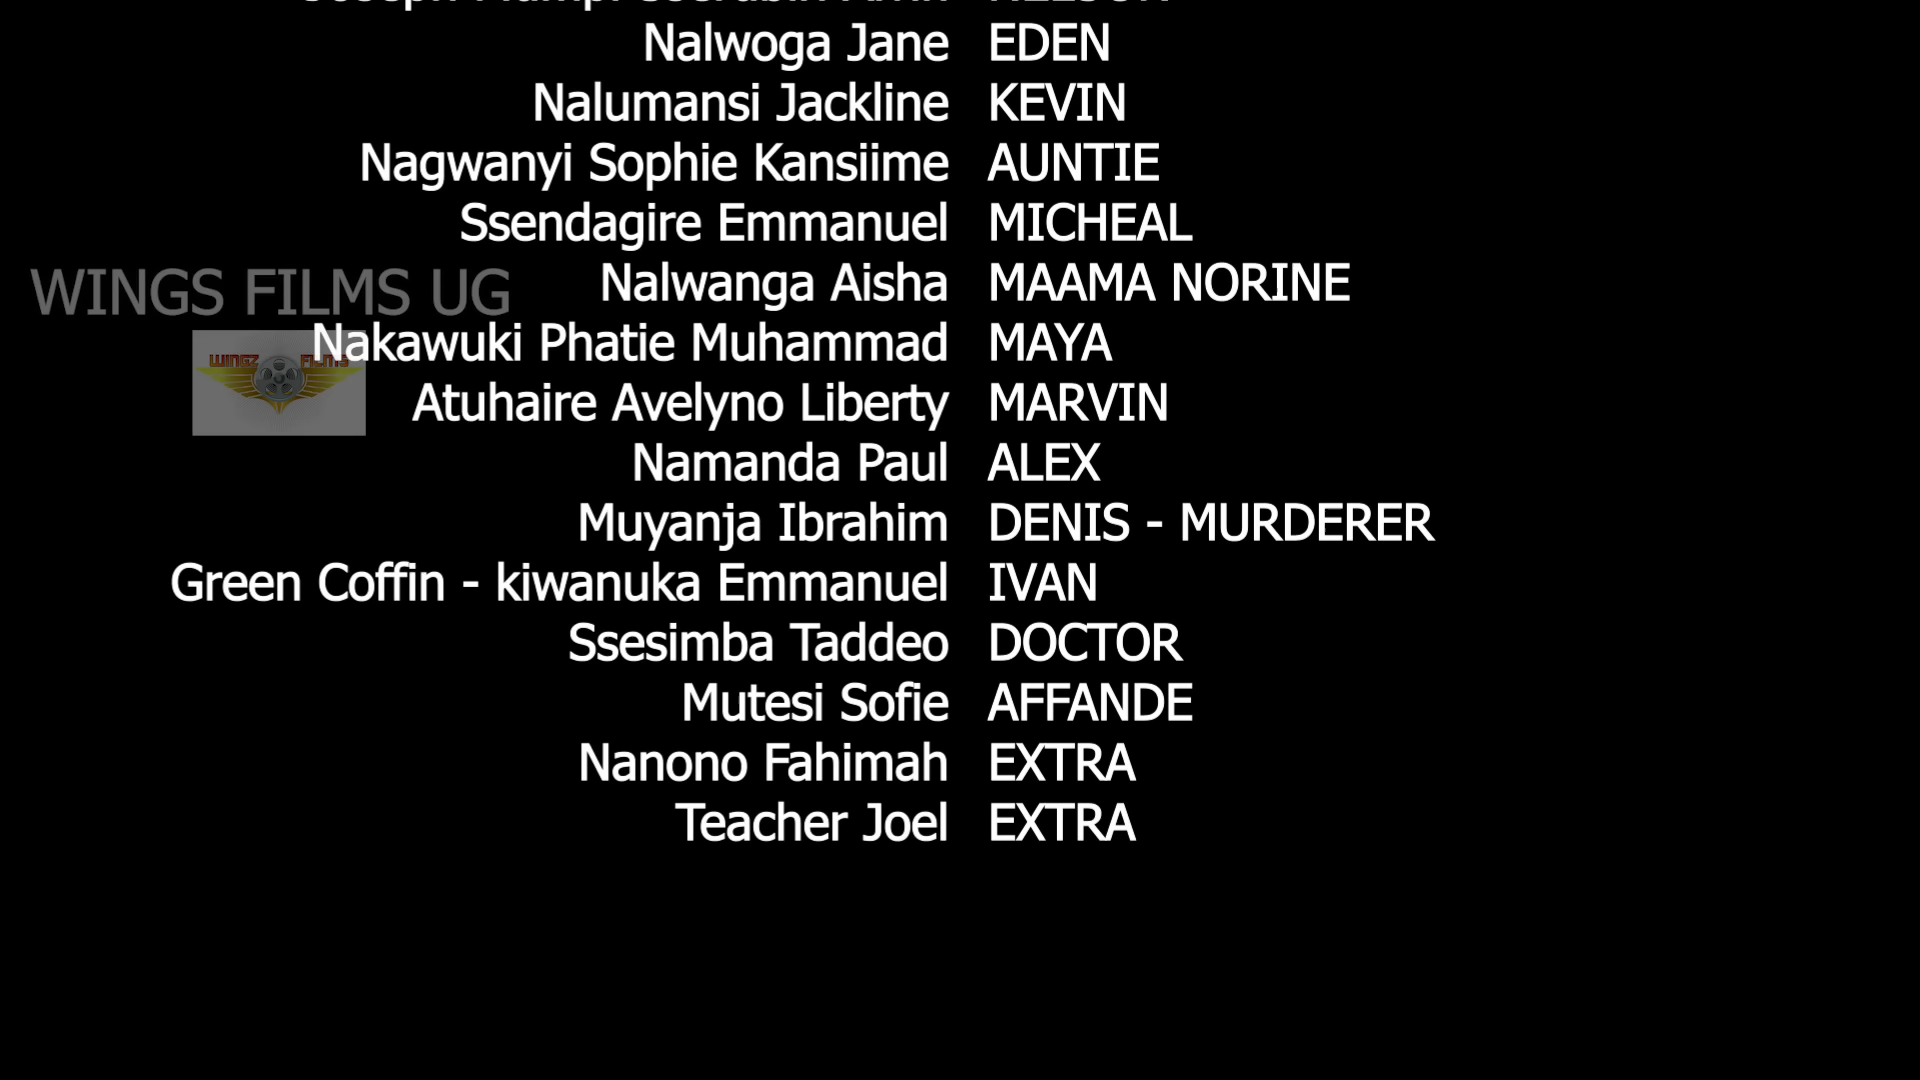 Nalwoga Jane EDEN
Nalumansi Jackline KEVIN
Nagwanyi Sophie Kansiime AUNTIE
Ssendagire Emmanuel MICHEAL
WINGS FILMS UG
Nalwanga Aisha MAAMA NORINE
WINGZ FILMS
Nakawuki Phatie Muhammad MAYA
Atuhaire Avelyno Liberty MARVIN
Namanda Paul ALEX
Muyanja Ibrahim DENIS - MURDERER
Green Coffin - kiwanuka Emmanuel IVAN
Ssesimba Taddeo DOCTOR
Mutesi Sofie AFFANDE
Nanono Fahimah EXTRA
Teacher Joel EXTRA